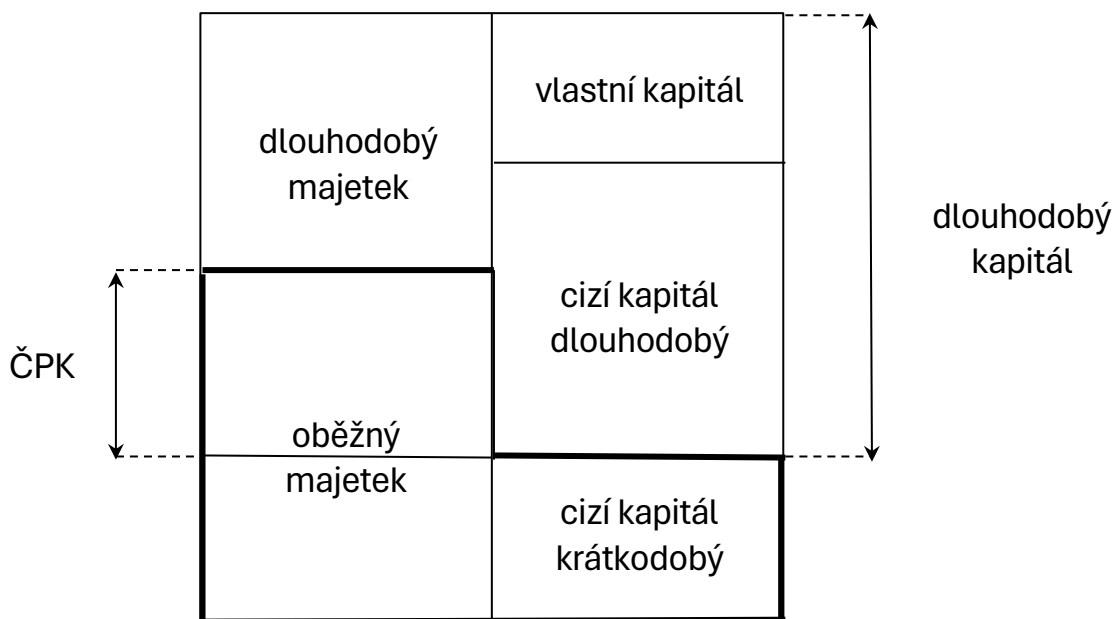 vlastní kapitál
dlouhodobý
majetek
dlouhodobý
kapitál
cizí kapitál
dlouhodobý
ČPK
oběžný
majetek
cizí kapitál
krátkodobý